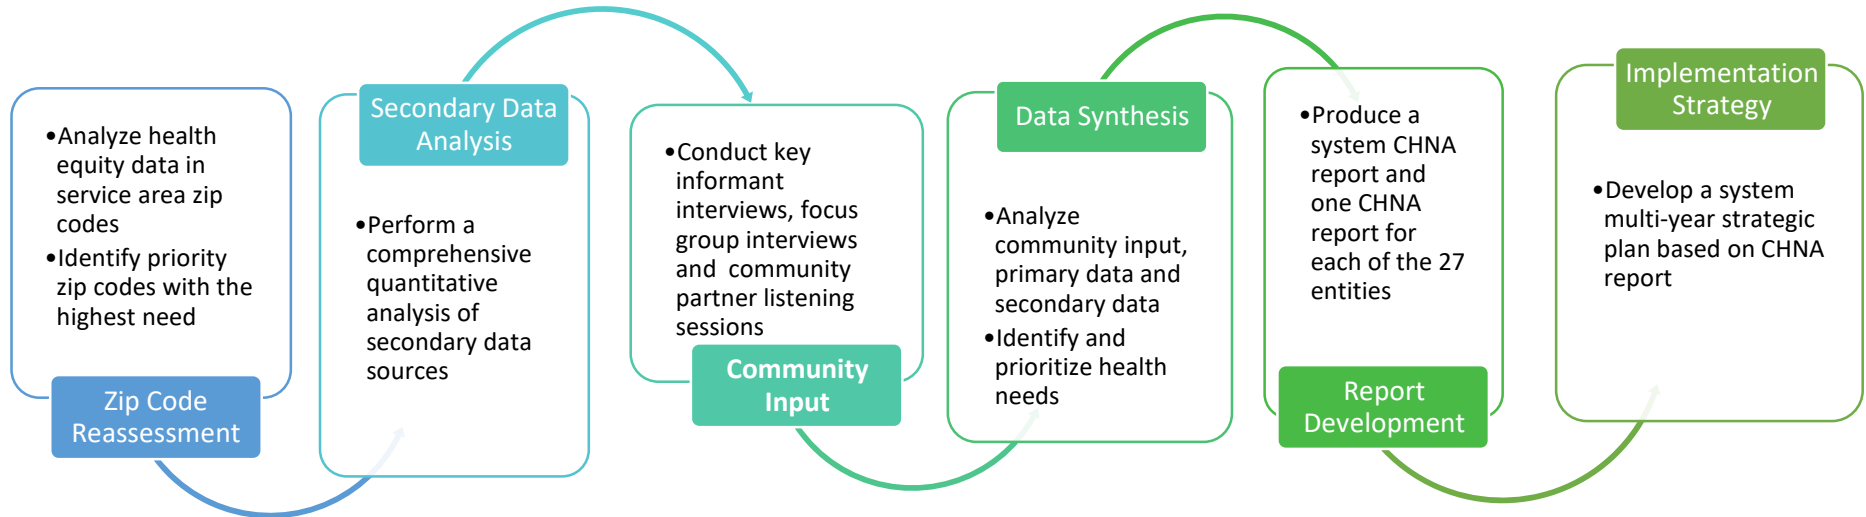 •Analyze health
equity data in
service area zip
codes
•Identify priority
zip codes with the
highest need
Zip Code
Reassessment
Secondary Data
Analysis
•Perform a
comprehensive
quantitative
analysis of
secondary data
sources
•Conduct key
informant
interviews, focus
group interviews
and community
partner listening
sessions
Community
Input
Data Synthesis
•Analyze
community input,
primary data and
secondary data
•Identify and
prioritize health
needs
•Produce a
system CHNA
report and
one CHNA
report for
each of the 27
entities
Report
Development
Implementation
Strategy
•Develop a system
multi-year strategic
plan based on CHNA
report